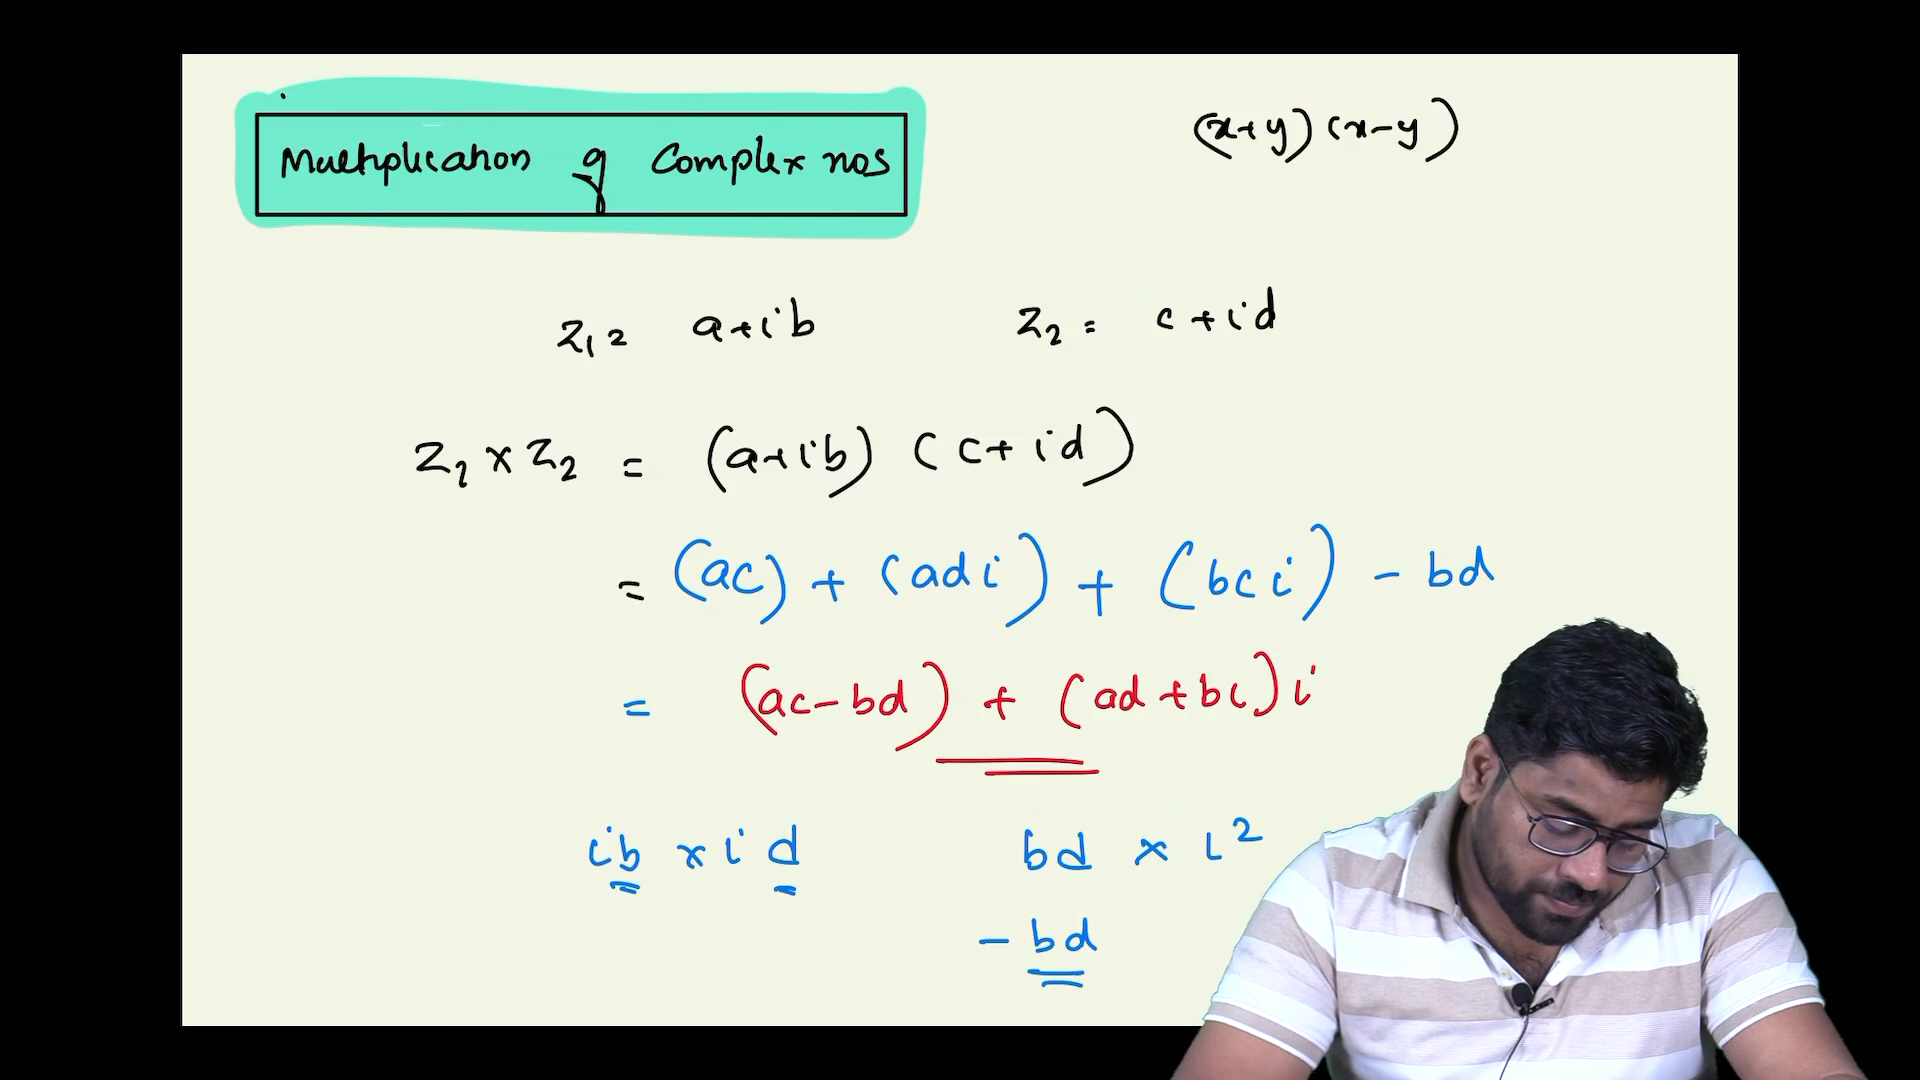 Multiplication of Complex nos
(x+y) (x-y)
z₁ = a+ib z₂ = c+id
z₁ × z₂ = (a+ib) (c+id)
= (ac) + (adi) + (bci) - bd
= (ac-bd) + (ad+bc)i
ib × id bd × i²
- bd